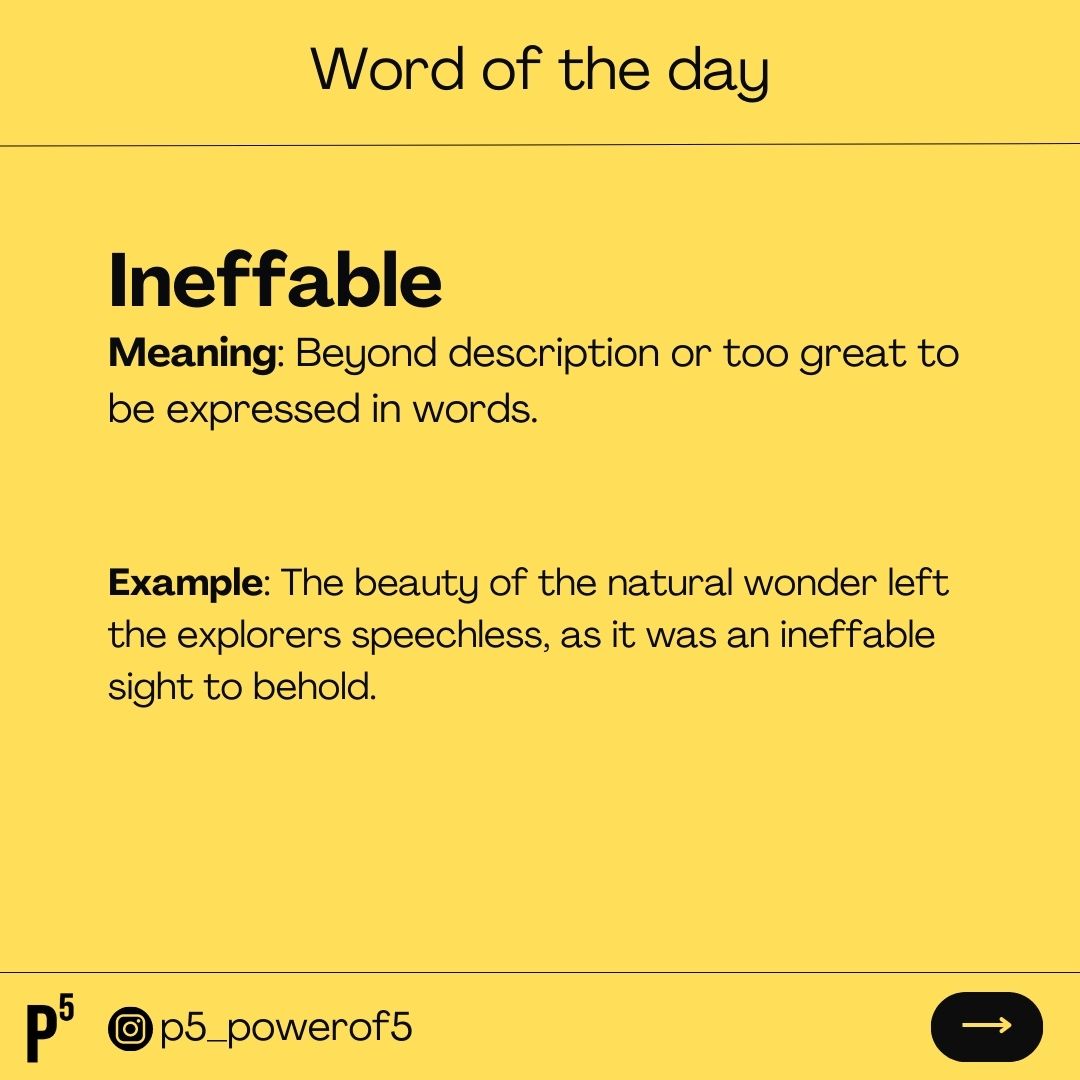 Word of the day
Ineffable
Meaning: Beyond description or too great to
be expressed in words.
Example: The beauty of the natural wonder left
the explorers speechless, as it was an ineffable
sight to behold.
P5 p5_powerof5